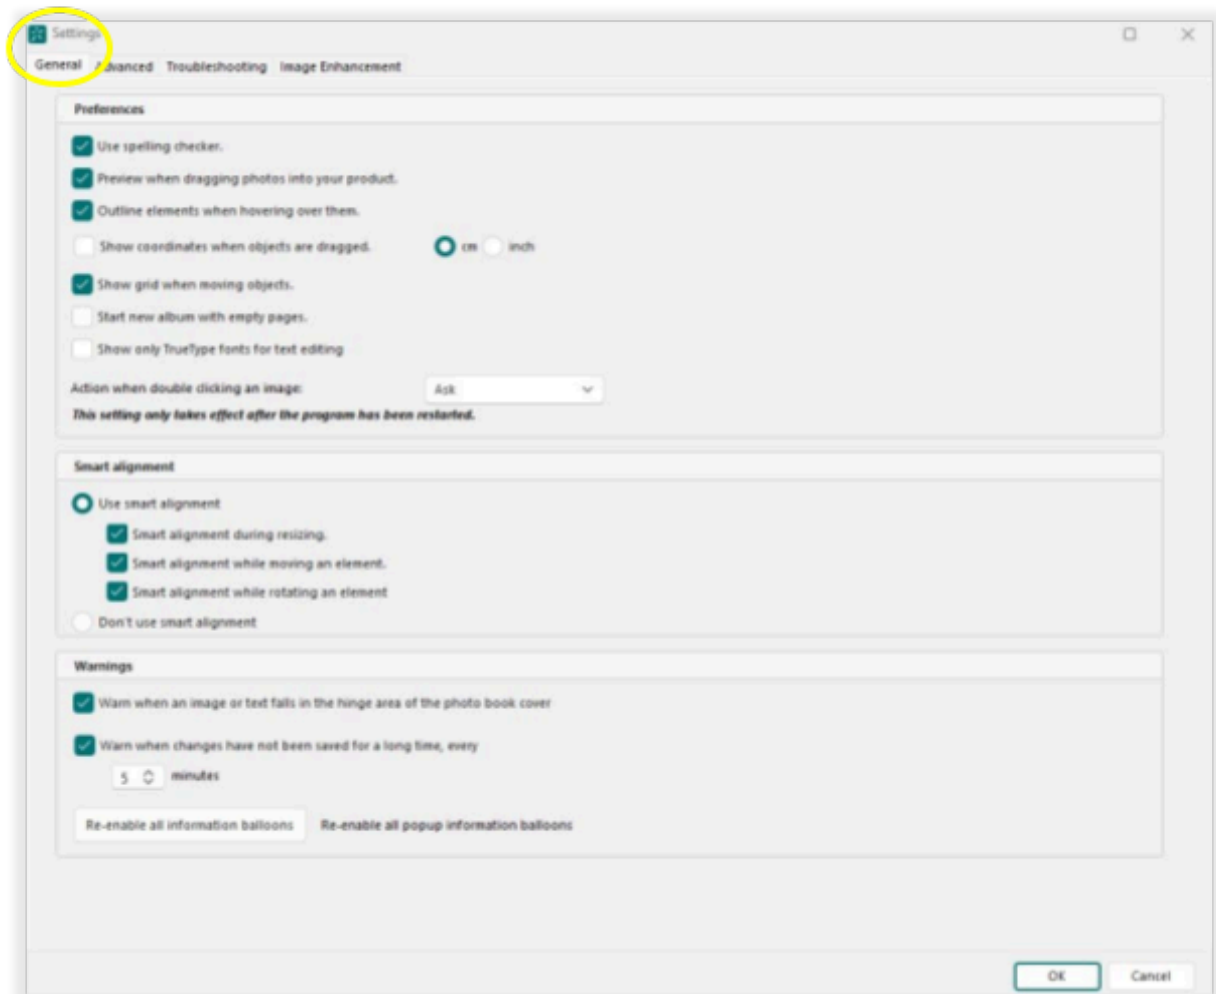 Settings
General Advanced Troubleshooting Image Enhancement
Preferences
Use spelling checker.
Preview when dragging photos into your product.
Outline elements when hovering over them.
Show coordinates when objects are dragged. cm inch
Show grid when moving objects.
Start new album with empty pages.
Show only TrueType fonts for text editing
Action when double clicking an image: Ask
This setting only takes effect after the program has been restarted.
Smart alignment
Use smart alignment
Smart alignment during resizing.
Smart alignment while moving an element.
Smart alignment while rotating an element
Don't use smart alignment
Warnings
Warn when an image or text falls in the hinge area of the photo book cover
Warn when changes have not been saved for a long time, every
5 minutes
Re-enable all information balloons Re-enable all popup information balloons
OK Cancel